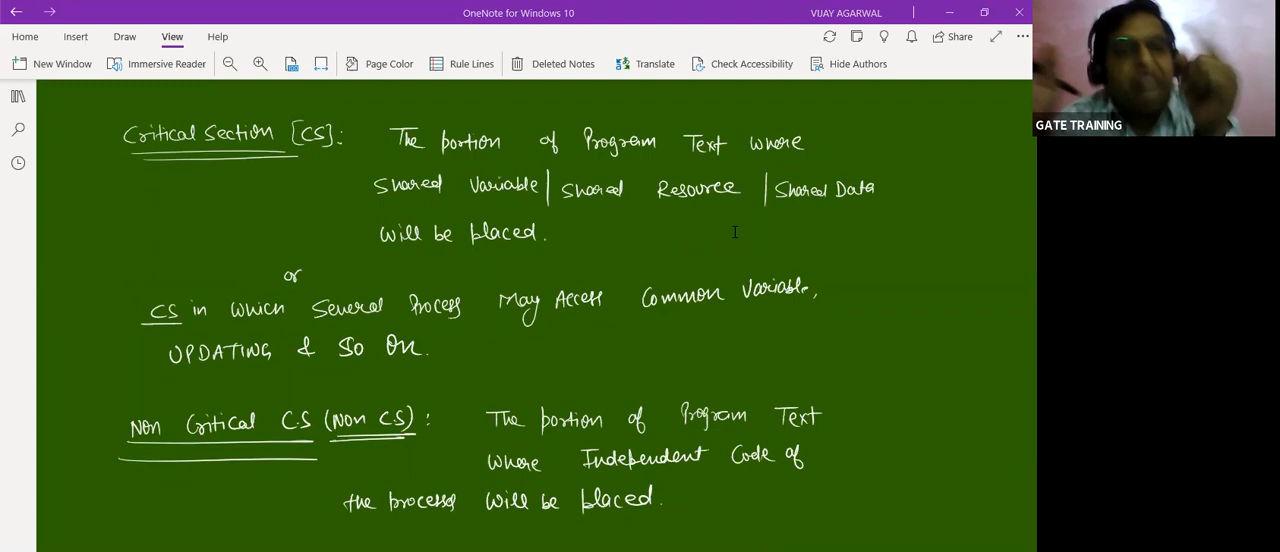 OneNote for Windows 10
VIJAY AGARWAL
Home Insert Draw View Help
Share
New Window Immersive Reader Page Color Rule Lines Deleted Notes Translate Check Accessibility Hide Authors
GATE TRAINING
Critical Section [CS]: The portion of Program Text where
Shared Variable | Shared Resource | Shared Data
will be placed.
or
CS in which Several Process May Access Common Variable,
UPDATING & So On.
Non Critical C.S (Non CS) : The portion of Program Text
where Independent Code of
the process will be placed.